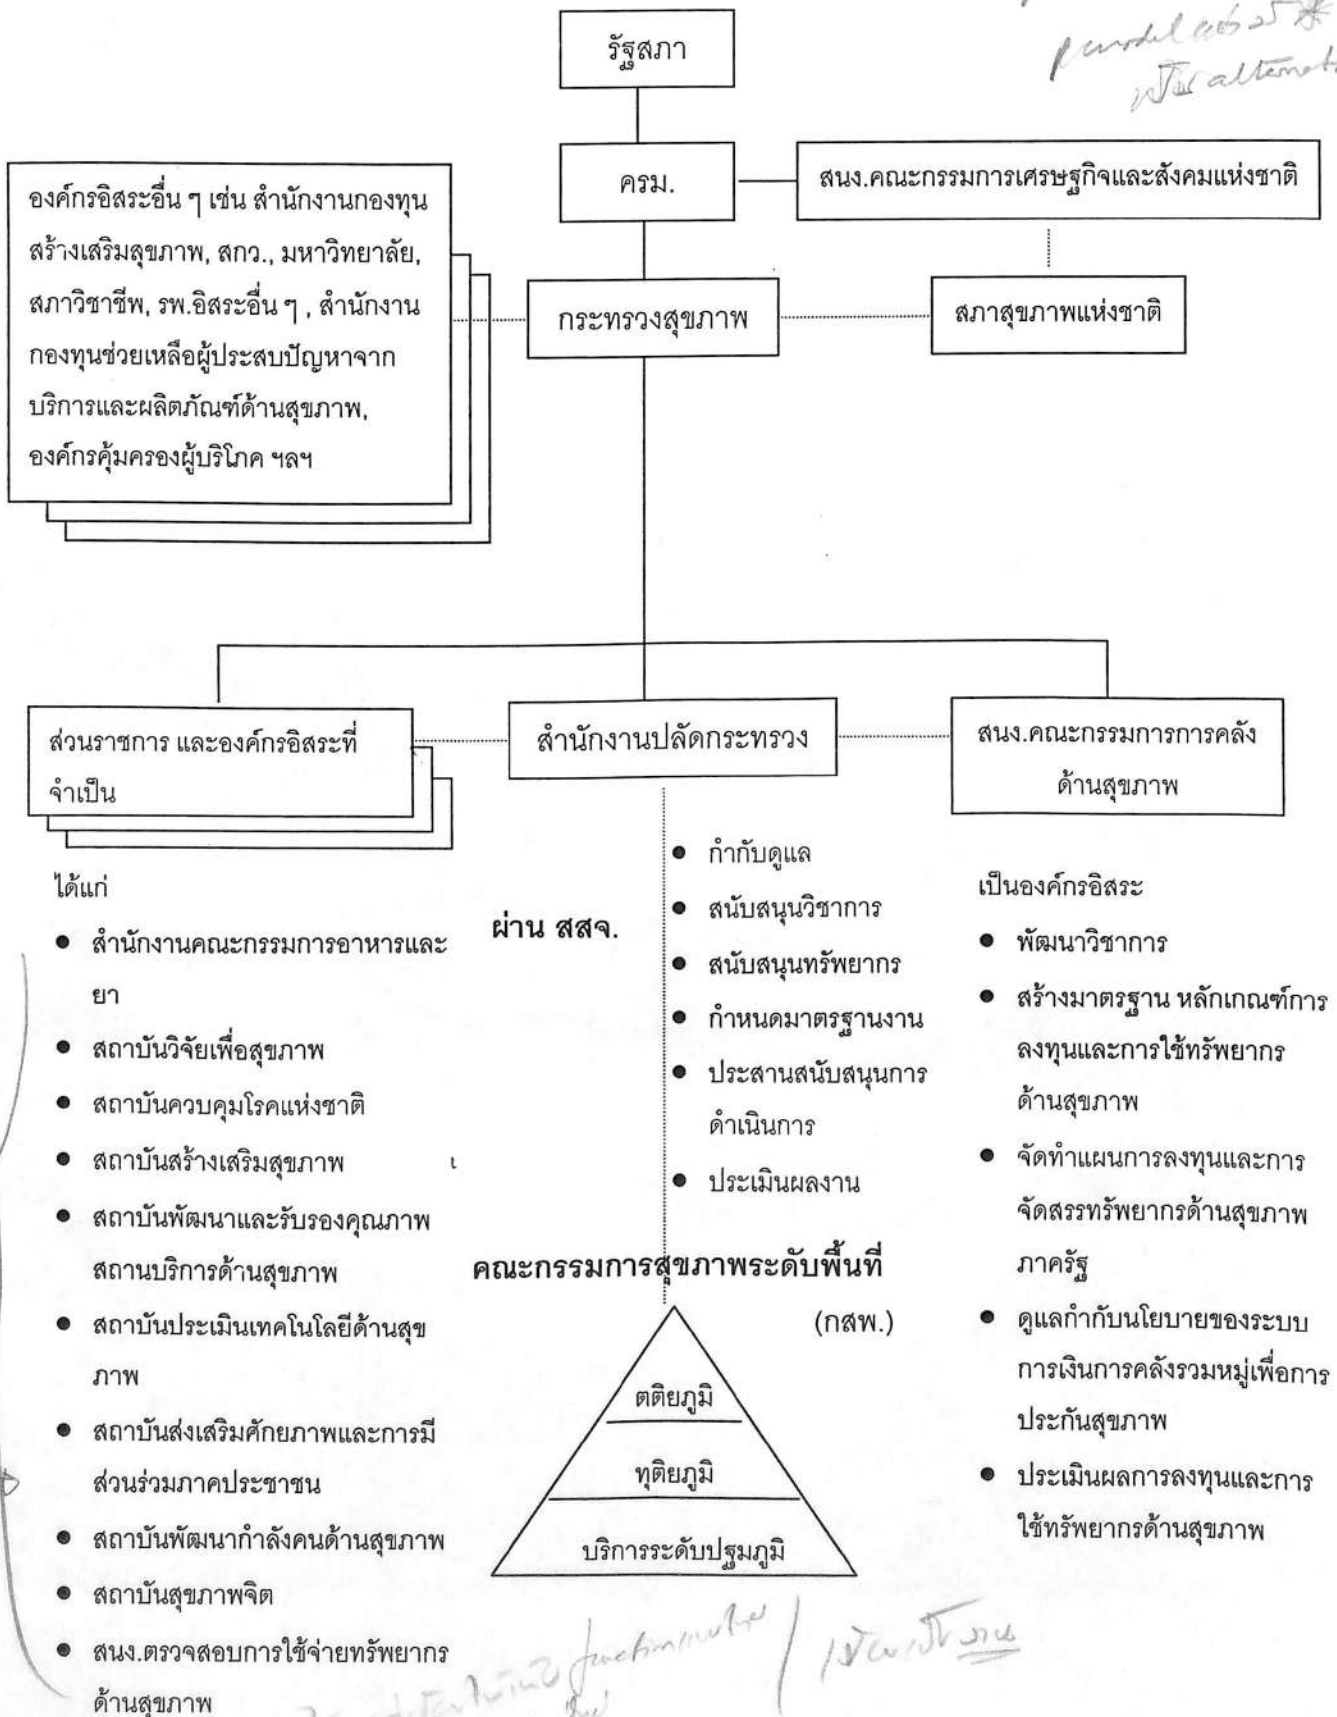 alternat
รัฐสภา
ครม.
สนง.คณะกรรมการเศรษฐกิจและสังคมแห่งชาติ
องค์กรอิสระอื่น ๆ เช่น สำนักงานกองทุน
สร้างเสริมสุขภาพ, สกว., มหาวิทยาลัย,
สภาวิชาชีพ, รพ.อิสระอื่น ๆ , สำนักงาน
กองทุนช่วยเหลือผู้ประสบปัญหาจาก
บริการและผลิตภัณฑ์ด้านสุขภาพ,
องค์กรคุ้มครองผู้บริโภค ฯลฯ
กระทรวงสุขภาพ
สภาสุขภาพแห่งชาติ
ส่วนราชการ และองค์กรอิสระที่
จำเป็น
สำนักงานปลัดกระทรวง
สนง.คณะกรรมการการคลัง
ด้านสุขภาพ
ได้แก่
● สำนักงานคณะกรรมการอาหารและ
ยา
● สถาบันวิจัยเพื่อสุขภาพ
● สถาบันควบคุมโรคแห่งชาติ
● สถาบันสร้างเสริมสุขภาพ
● สถาบันพัฒนาและรับรองคุณภาพ
สถานบริการด้านสุขภาพ
● สถาบันประเมินเทคโนโลยีด้านสุข
ภาพ
● สถาบันส่งเสริมศักยภาพและการมี
ส่วนร่วมภาคประชาชน
● สถาบันพัฒนากำลังคนด้านสุขภาพ
● สถาบันสุขภาพจิต
● สนง.ตรวจสอบการใช้จ่ายทรัพยากร
ด้านสุขภาพ
ผ่าน สสจ.
● กำกับดูแล
● สนับสนุนวิชาการ
● สนับสนุนทรัพยากร
● กำหนดมาตรฐานงาน
● ประสานสนับสนุนการ
ดำเนินการ
● ประเมินผลงาน
คณะกรรมการสุขภาพระดับพื้นที่
(กสพ.)
ตติยภูมิ
ทุติยภูมิ
บริการระดับปฐมภูมิ
เป็นองค์กรอิสระ
● พัฒนาวิชาการ
● สร้างมาตรฐาน หลักเกณฑ์การ
ลงทุนและการใช้ทรัพยากร
ด้านสุขภาพ
● จัดทำแผนการลงทุนและการ
จัดสรรทรัพยากรด้านสุขภาพ
ภาครัฐ
● ดูแลกำกับนโยบายของระบบ
การเงินการคลังรวมหมู่เพื่อการ
ประกันสุขภาพ
● ประเมินผลการลงทุนและการ
ใช้ทรัพยากรด้านสุขภาพ
function